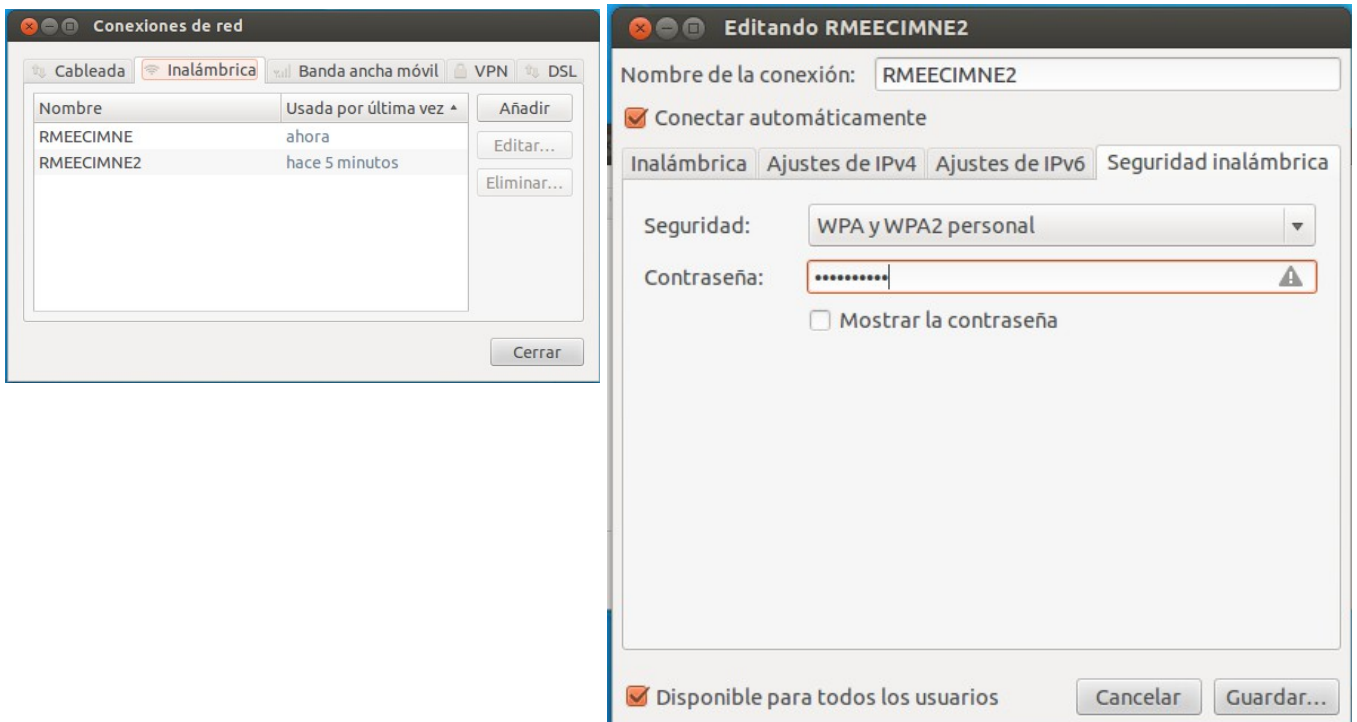 Conexiones de red
Cableada Inalámbrica Banda ancha móvil VPN DSL
Nombre Usada por última vez Añadir
RMEECIMNE ahora
Editar...
RMEECIMNE2 hace 5 minutos
Eliminar...
Cerrar
Editando RMEECIMNE2
Nombre de la conexión: RMEECIMNE2
Conectar automáticamente
Inalámbrica Ajustes de IPv4 Ajustes de IPv6 Seguridad inalámbrica
Seguridad: WPA y WPA2 personal
Contraseña: ••••••••••
Mostrar la contraseña
Disponible para todos los usuarios Cancelar Guardar...